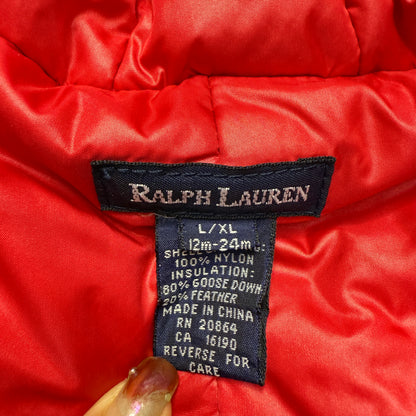 RALPH LAUREN
L/XL
12m-24m
100% NYLON
INSULATION:
80% GOOSE DOWN
20% FEATHER
MADE IN CHINA
RN 20864
CA 16190
REVERSE FOR
CARE